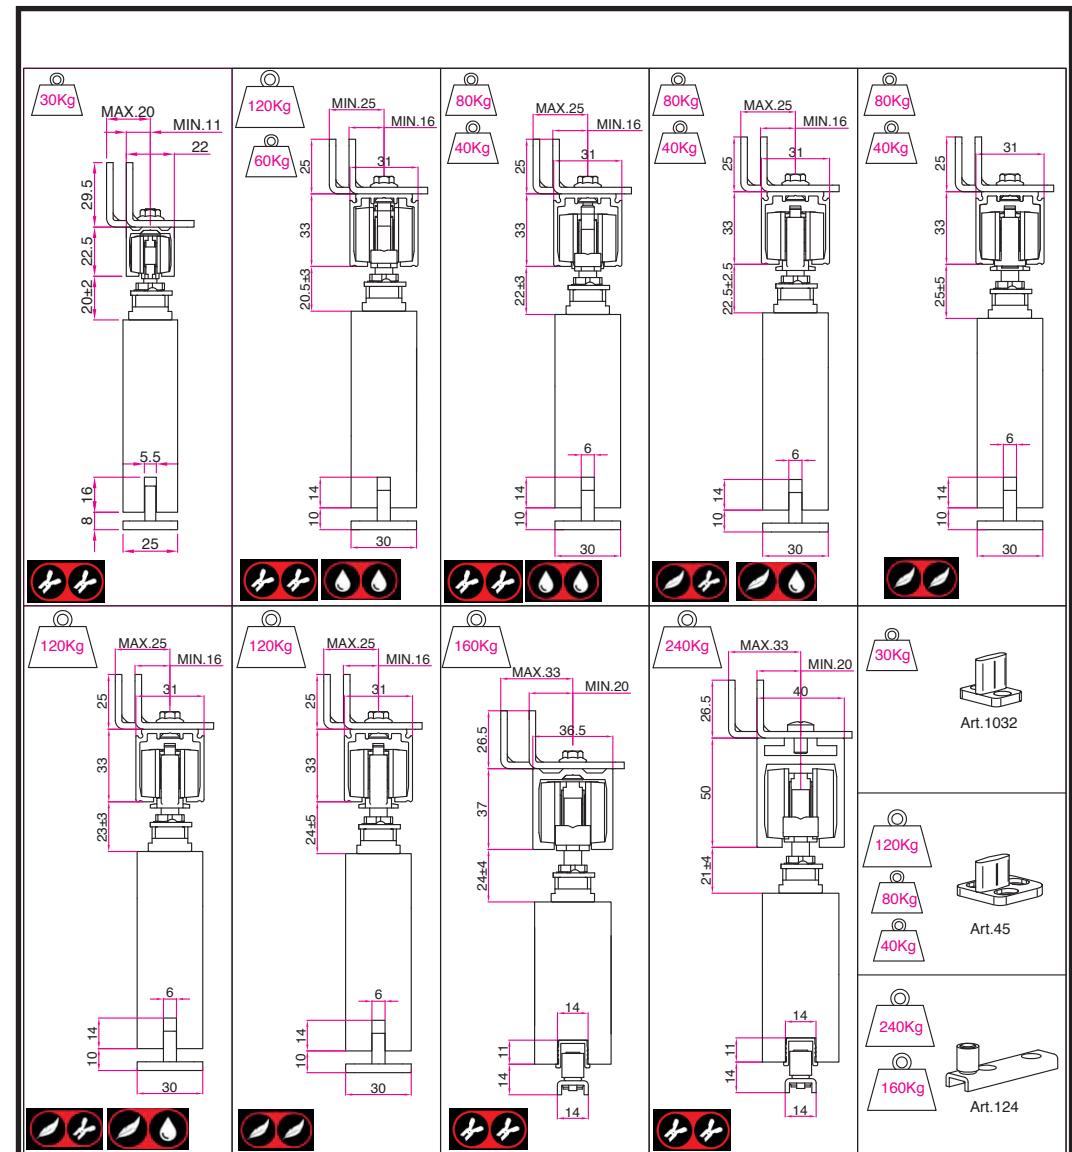 30Kg
MAX.20
MIN.11
22
29.5
22.5
20±2
5.5
16
8
25
120Kg
60Kg
MIN.25
MIN.16
25
31
33
20.5±3
14
10
30
80Kg
40Kg
MAX.25
MIN.16
25
31
33
22±3
6
14
10
30
80Kg
40Kg
MAX.25
MIN.16
25
31
33
22.5±2.5
6
14
10
30
80Kg
40Kg
25
31
33
25±5
6
14
10
30
120Kg
MAX.25
MIN.16
25
31
33
23±3
6
14
10
30
120Kg
MAX.25
MIN.16
25
31
33
24±5
6
14
10
30
160Kg
MAX.33
MIN.20
26.5
36.5
37
24±4
14
11
14
14
240Kg
MAX.33
MIN.20
26.5
40
50
21±4
14
11
14
14
30Kg
Art.1032
120Kg
80Kg
40Kg
Art.45
240Kg
160Kg
Art.124